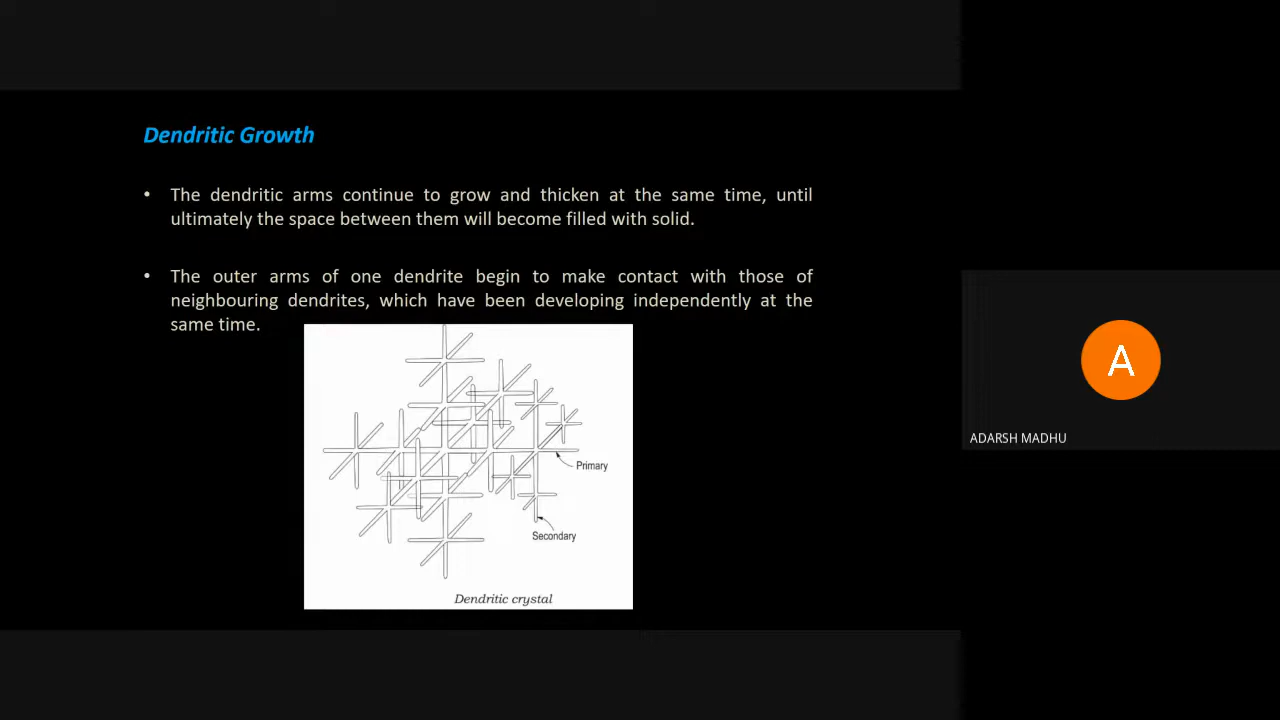 Dendritic Growth
• The dendritic arms continue to grow and thicken at the same time, until
ultimately the space between them will become filled with solid.
• The outer arms of one dendrite begin to make contact with those of
neighbouring dendrites, which have been developing independently at the
same time.
Primary
Secondary
Dendritic crystal
A
ADARSH MADHU